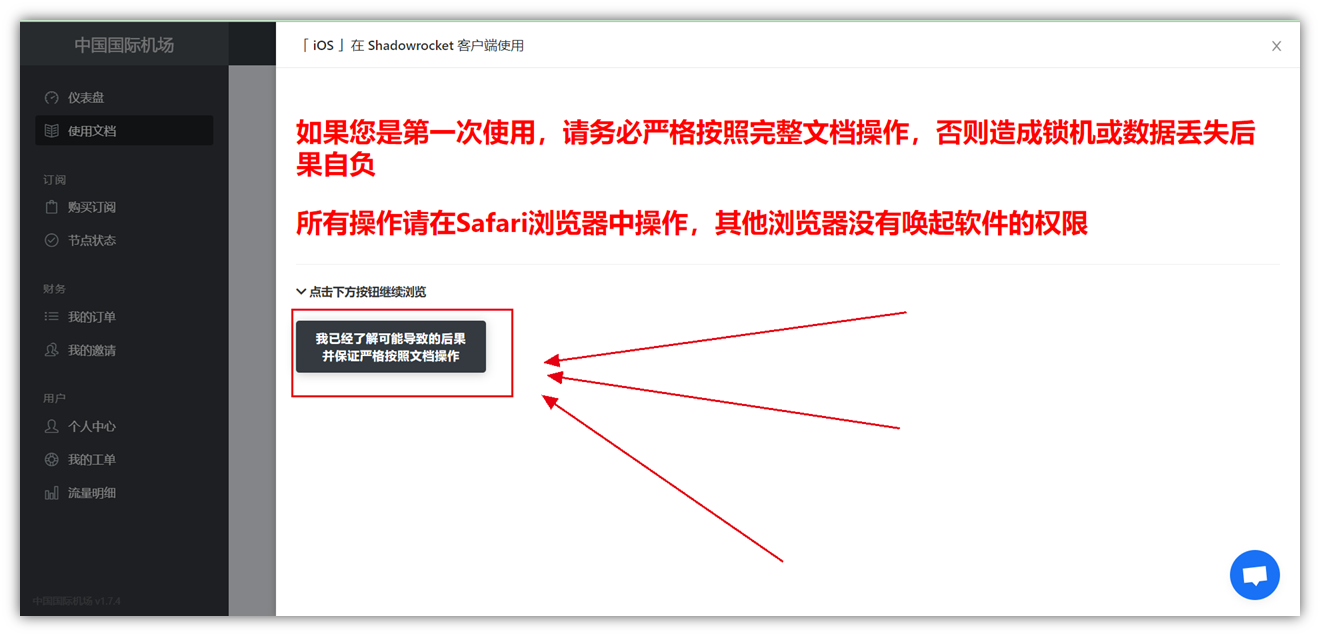 中国国际机场
「 iOS 」在 Shadowrocket 客户端使用
仪表盘
使用文档
订阅
购买订阅
节点状态
财务
我的订单
我的邀请
用户
个人中心
我的工单
流量明细
中国国际机场 v1.7.4
如果您是第一次使用，请务必严格按照完整文档操作，否则造成锁机或数据丢失后
果自负
所有操作请在Safari浏览器中操作，其他浏览器没有唤起软件的权限
点击下方按钮继续浏览
我已经了解可能导致的后果
并保证严格按照文档操作